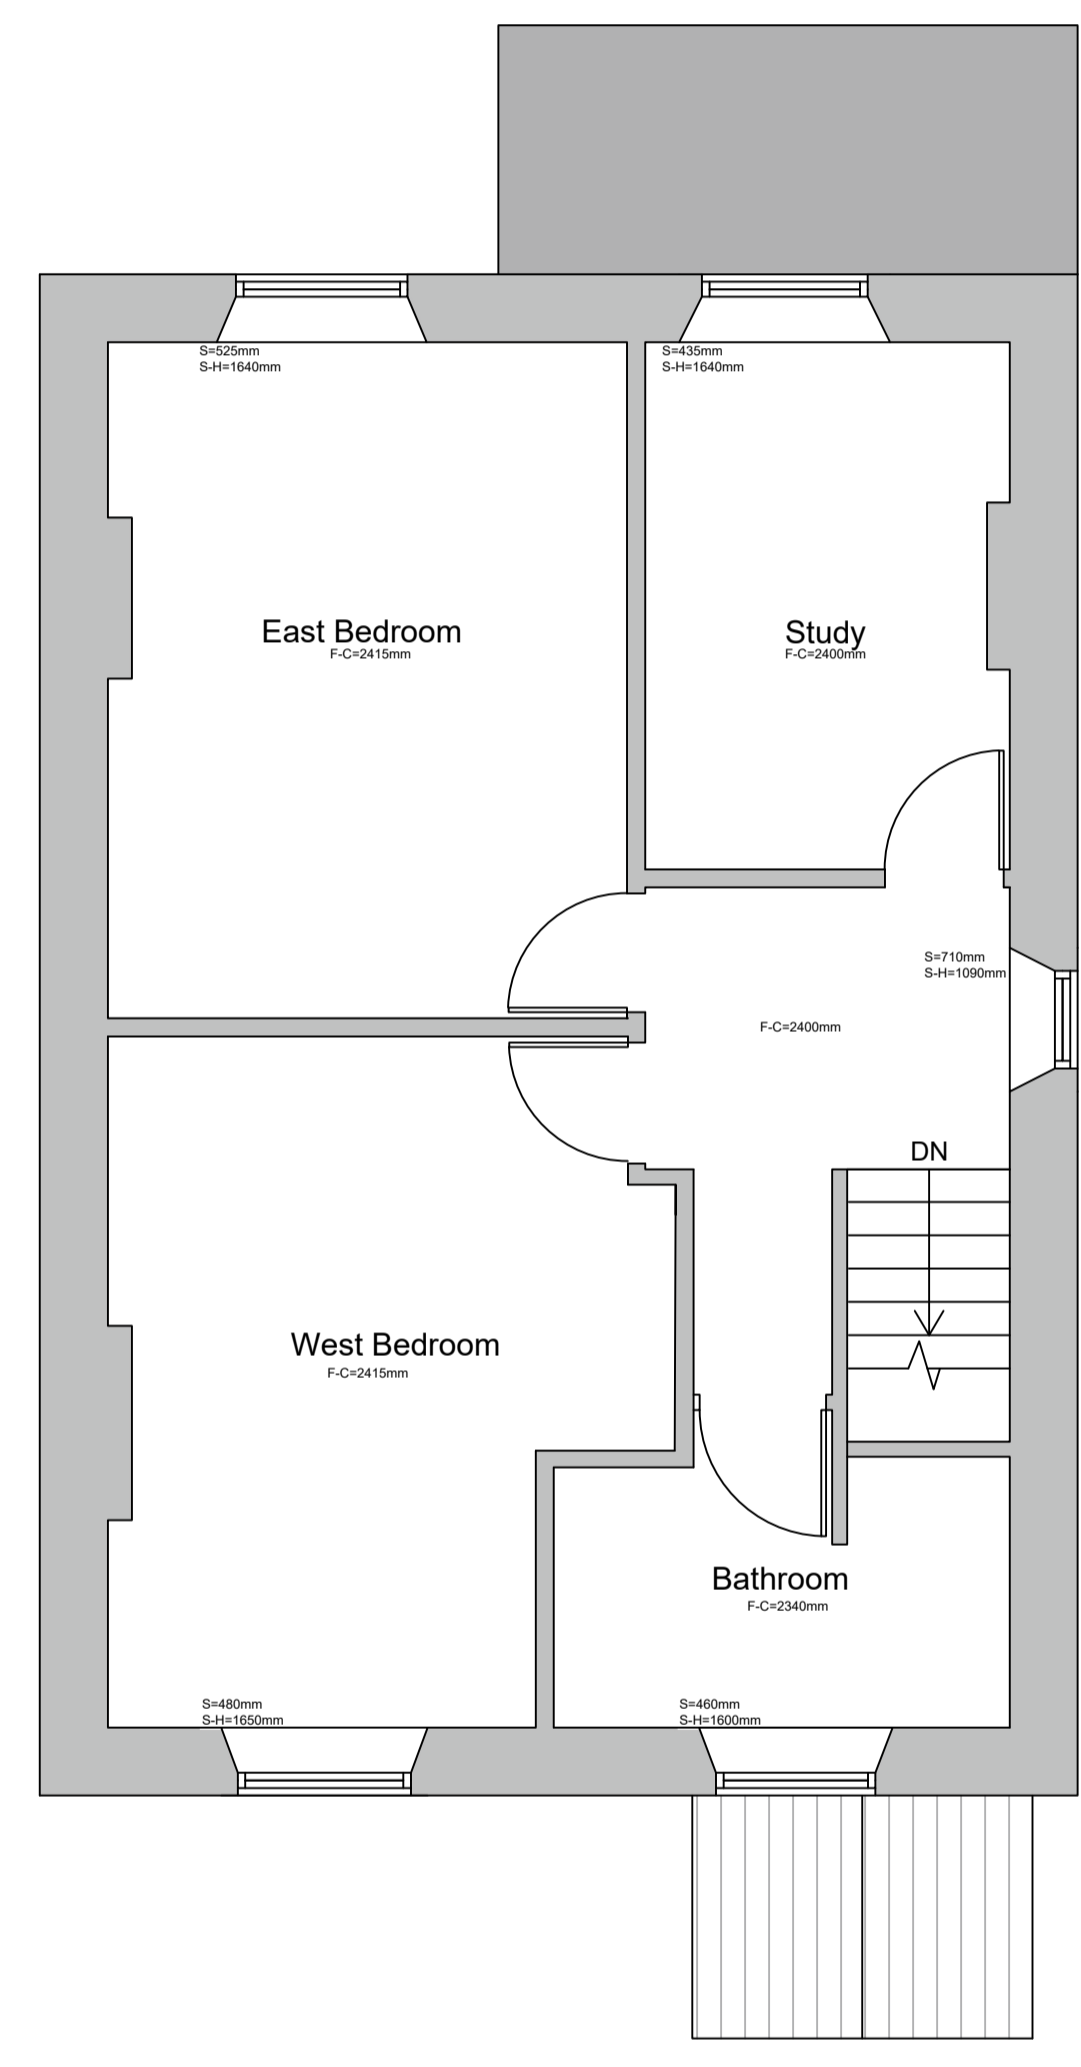 S=525mm
S-H=1640mm
S=435mm
S-H=1640mm
East Bedroom
F-C=2415mm
Study
F-C=2400mm
S=710mm
S-H=1090mm
F-C=2400mm
DN
West Bedroom
F-C=2415mm
Bathroom
F-C=2340mm
S=480mm
S-H=1650mm
S=460mm
S-H=1600mm